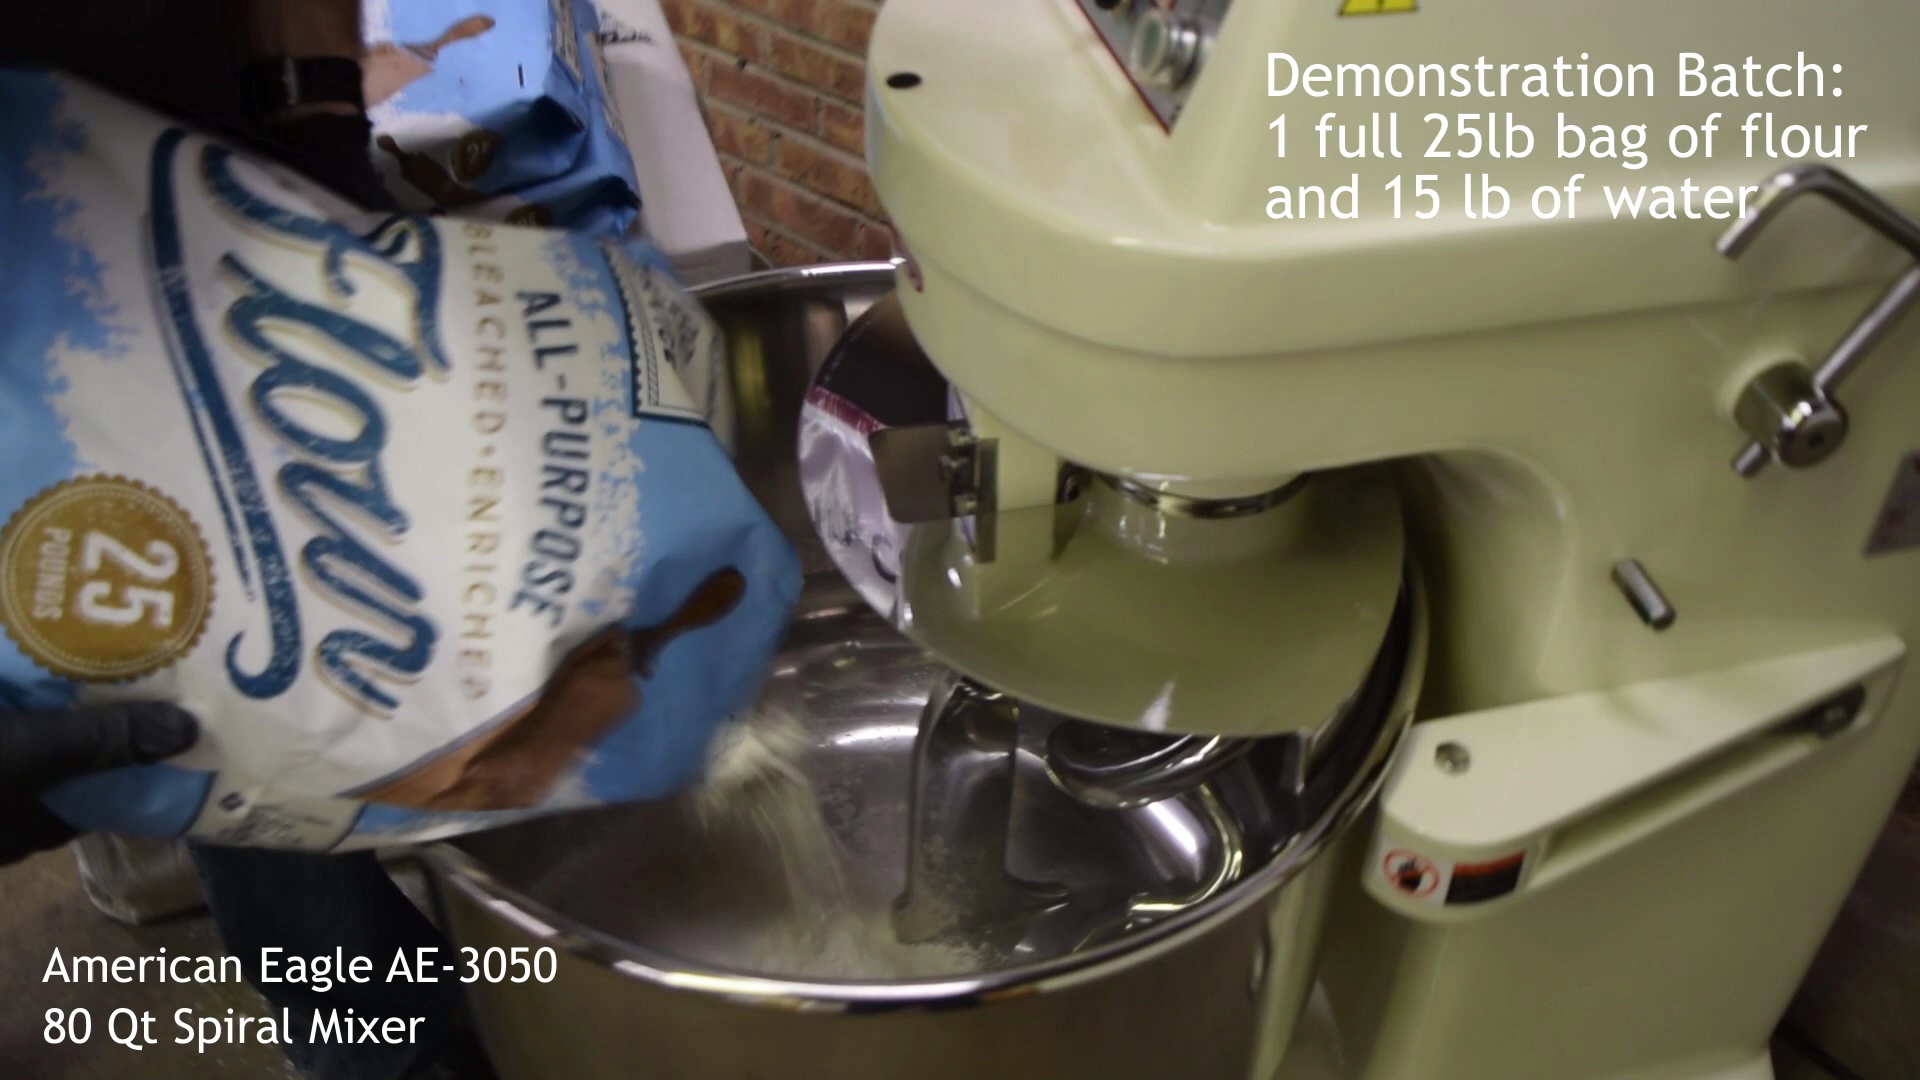 Demonstration Batch:
1 full 25lb bag of flour
and 15 lb of water
Flour
BLEACHED • ENRICHED
ALL-PURPOSE
25
POUNDS
American Eagle AE-3050
80 Qt Spiral Mixer